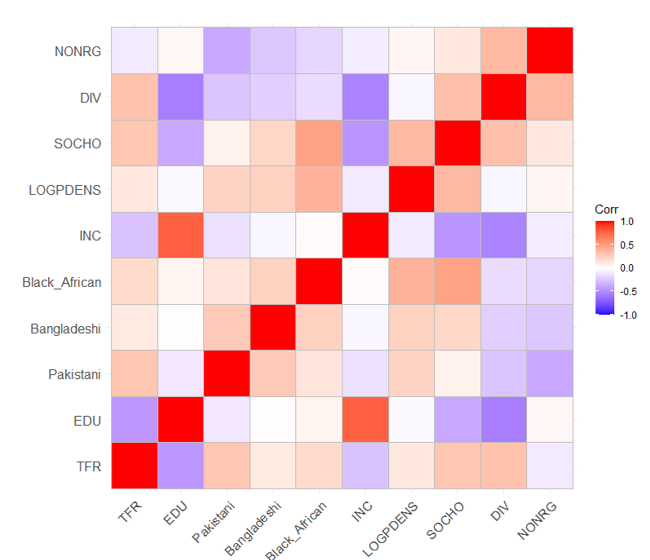 NONRG
DIV
SOCHO
LOGPDENS
INC
Black_African
Bangladeshi
Pakistani
EDU
TFR
TFR
EDU
Pakistani
Bangladeshi
Black_African
INC
LOGPDENS
SOCHO
DIV
NONRG
Corr
1.0
0.5
0.0
-0.5
-1.0